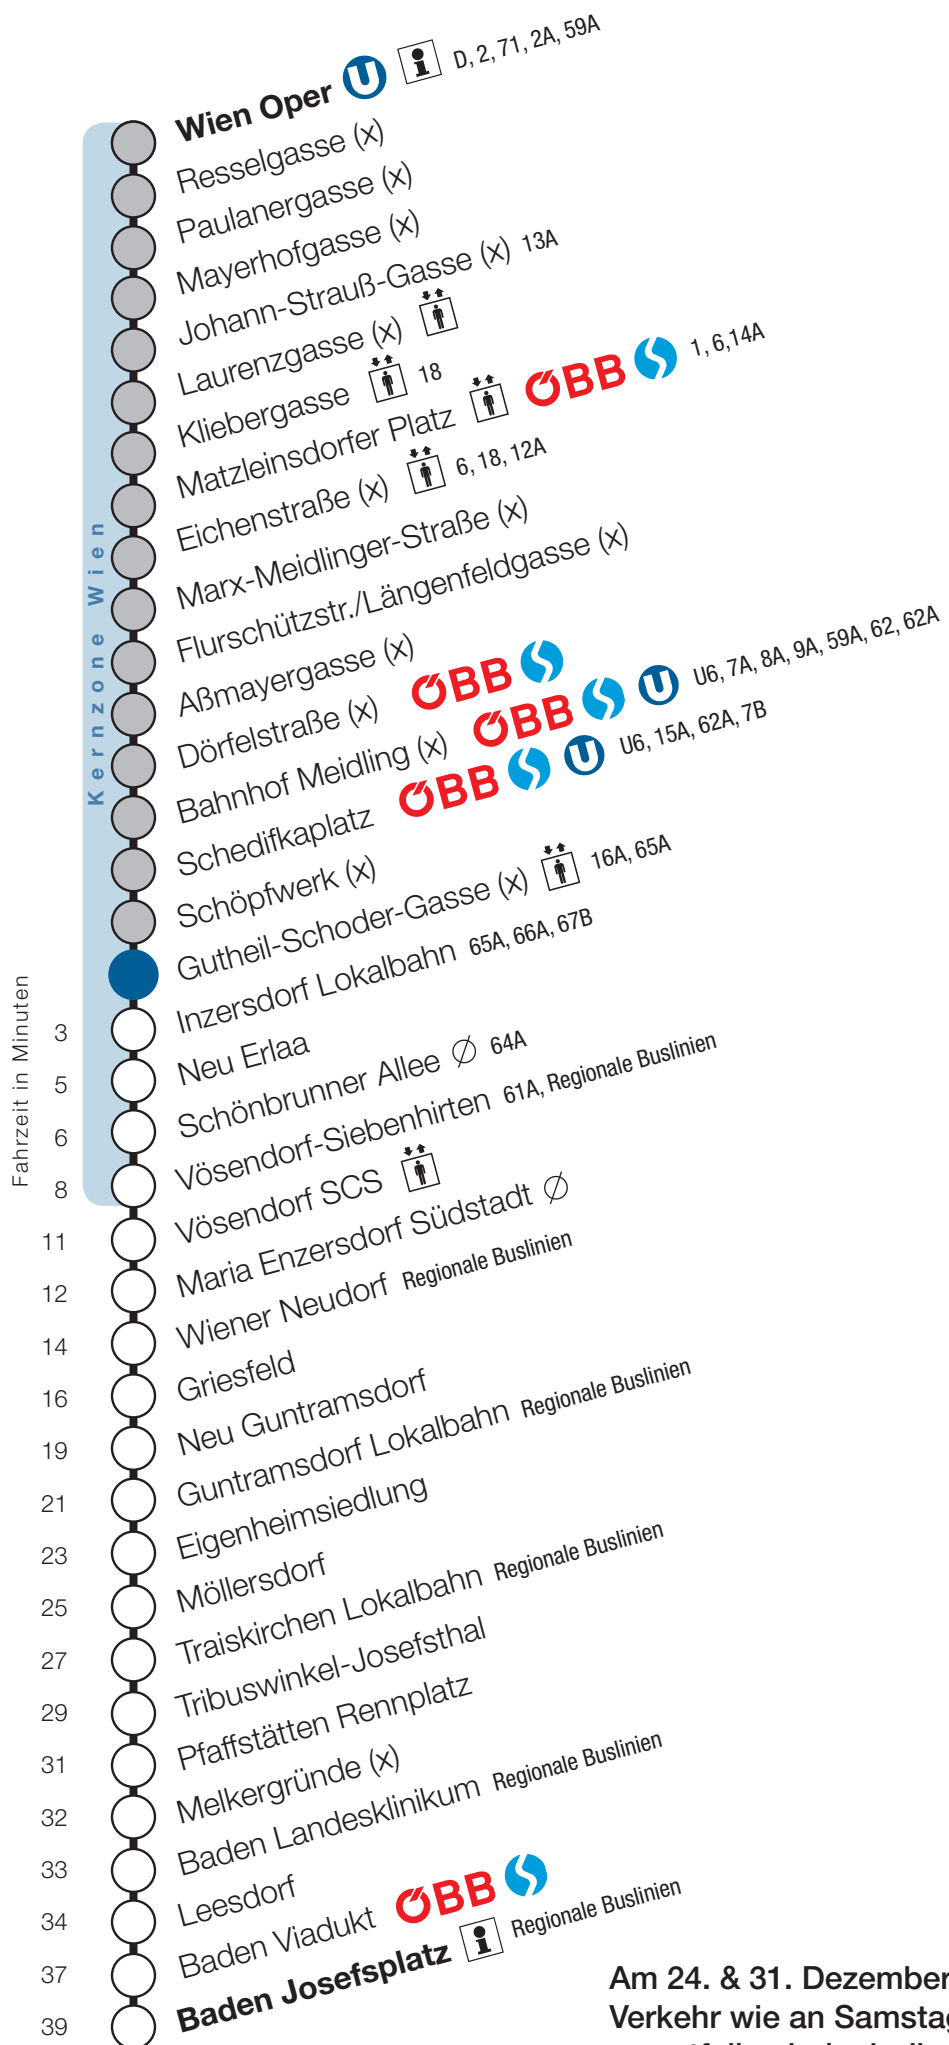 Wien Oper U i D, 2, 71, 2A, 59A
Resselgasse (x)
Paulanergasse (x)
Mayerhofgasse (x)
Johann-Strauß-Gasse (x) 13A
Laurenzgasse (x)
Kliebergasse 18
Matzleinsdorfer Platz ÖBB S 1, 6,14A
Eichenstraße (x) 6, 18, 12A
Marx-Meidlinger-Straße (x)
Flurschützstr./Längenfeldgasse (x)
Aßmayergasse (x)
Dörfelstraße (x) ÖBB S
Bahnhof Meidling (x) ÖBB S U U6, 7A, 8A, 9A, 59A, 62, 62A
Schedifkaplatz ÖBB S U U6, 15A, 62A, 7B
Schöpfwerk (x)
Gutheil-Schoder-Gasse (x) 16A, 65A
Inzersdorf Lokalbahn 65A, 66A, 67B
Kernzone Wien
Fahrzeit in Minuten
3 Neu Erlaa
5 Schönbrunner Allee ∅ 64A
6 Vösendorf-Siebenhirten 61A, Regionale Buslinien
8 Vösendorf SCS
11 Maria Enzersdorf Südstadt ∅
12 Wiener Neudorf Regionale Buslinien
14 Griesfeld
16 Neu Guntramsdorf
19 Guntramsdorf Lokalbahn Regionale Buslinien
21 Eigenheimsiedlung
23 Möllersdorf
25 Traiskirchen Lokalbahn Regionale Buslinien
27 Tribuswinkel-Josefsthal
29 Pfaffstätten Rennplatz
31 Melkergründe (x)
32 Baden Landesklinikum Regionale Buslinien
33 Leesdorf
34 Baden Viadukt ÖBB S
37 Baden Josefsplatz i Regionale Buslinien
39
Am 24. & 31. Dezember
Verkehr wie an Samstag